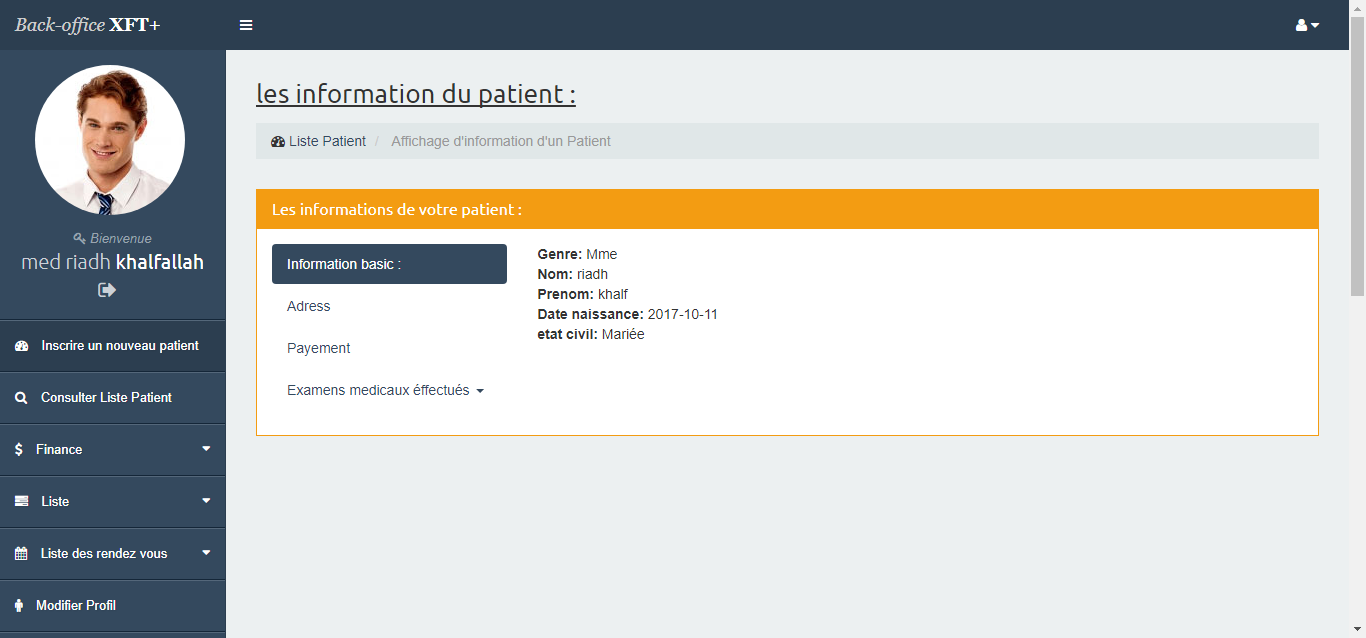 Back-office XFT+
Bienvenue
med riadh khalfallah
Inscrire un nouveau patient
Consulter Liste Patient
Finance
Liste
Liste des rendez vous
Modifier Profil
les information du patient :
Liste Patient / Affichage d'information d'un Patient
Les informations de votre patient :
Information basic :
Adress
Payement
Examens medicaux éffectués
Genre: Mme
Nom: riadh
Prenom: khalf
Date naissance: 2017-10-11
etat civil: Mariée